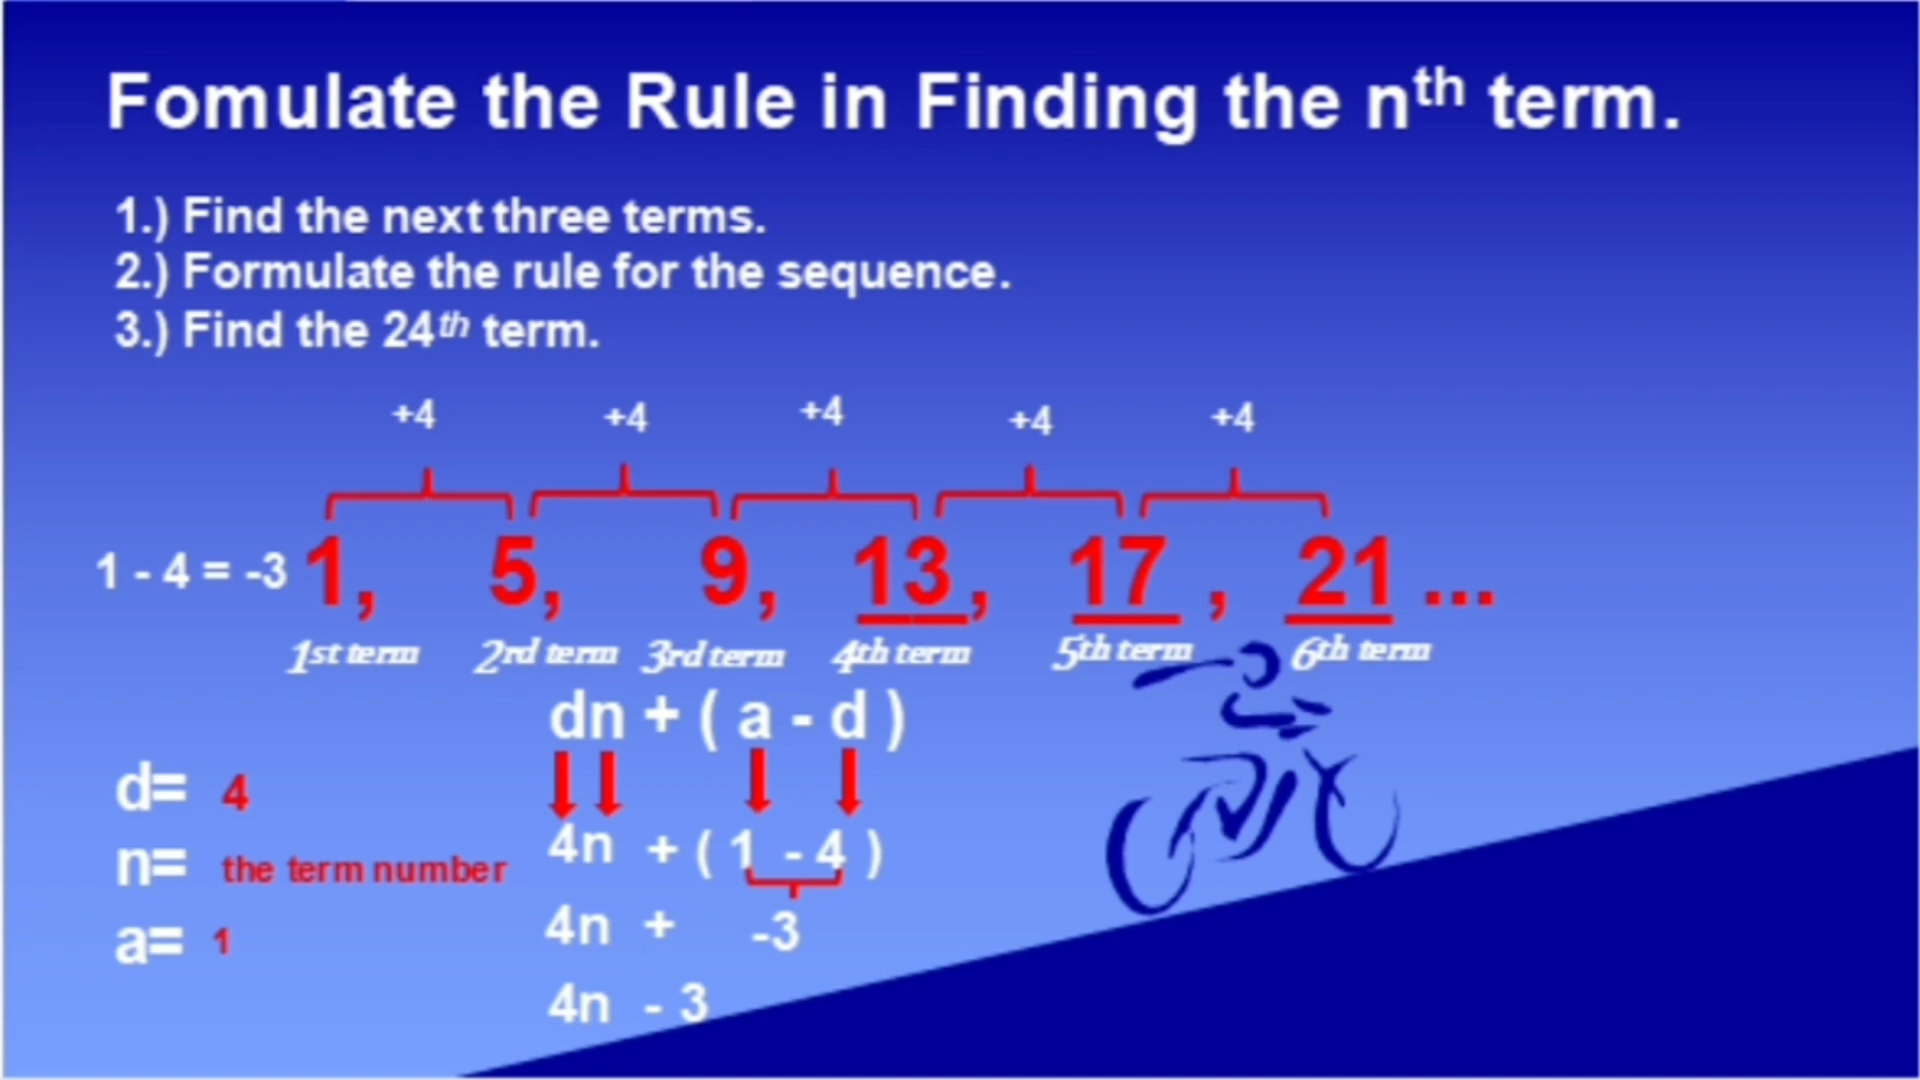 Fomulate the Rule in Finding the nth term.
1.) Find the next three terms.
2.) Formulate the rule for the sequence.
3.) Find the 24th term.
+4 +4 +4 +4 +4
1 - 4 = -3 1, 5, 9, 13, 17, 21 ...
1st term 2rd term 3rd term 4th term 5th term 6th term
dn + ( a - d )
d= 4
4n + ( 1 - 4 )
n= the term number
4n + -3
a= 1
4n - 3